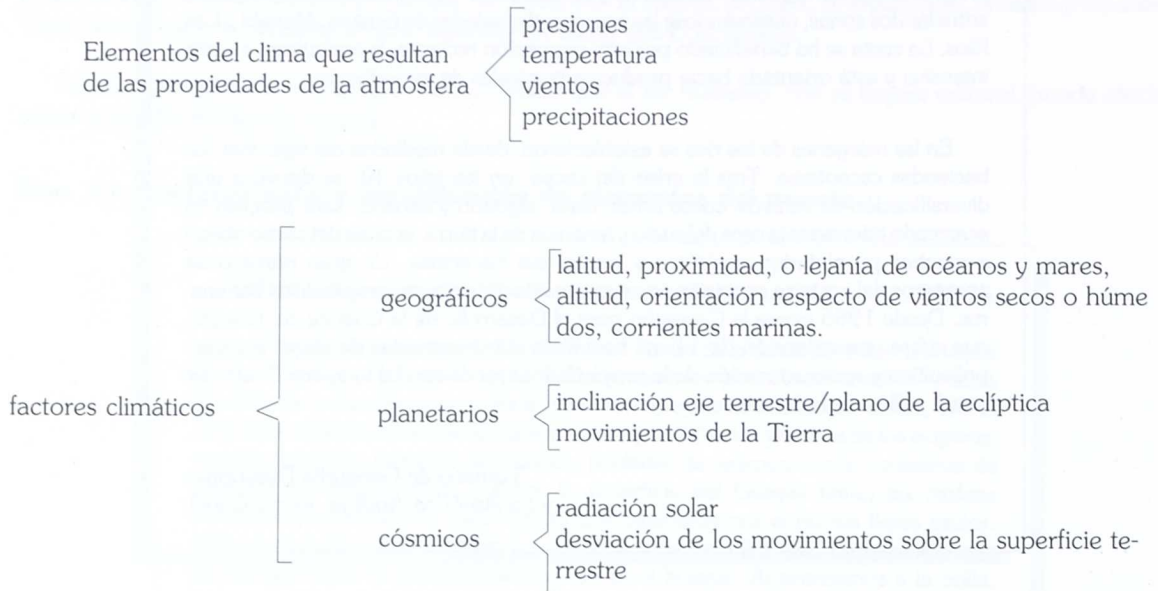 Elementos del clima que resultan
de las propiedades de la atmósfera
presiones
temperatura
vientos
precipitaciones
factores climáticos
geográficos
latitud, proximidad, o lejanía de océanos y mares,
altitud, orientación respecto de vientos secos o húme
dos, corrientes marinas.
planetarios
inclinación eje terrestre/plano de la eclíptica
movimientos de la Tierra
cósmicos
radiación solar
desviación de los movimientos sobre la superficie te-
rrestre